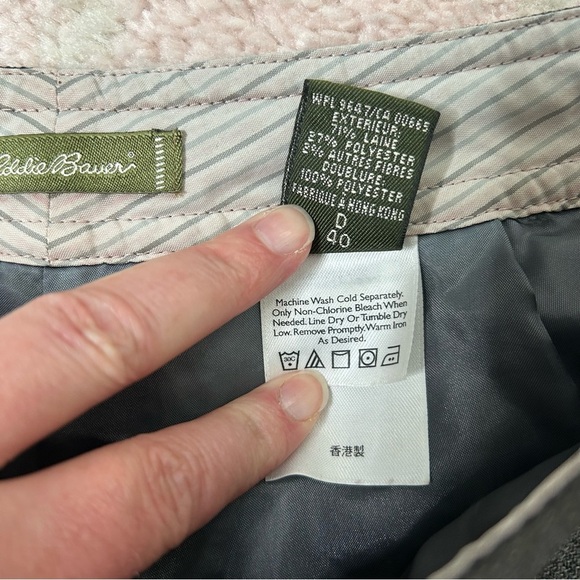 Eddie Bauer®
WPL 9647/CA 00665
EXTERIEUR:
71% LAINE
27% POLYESTER
2% AUTRES FIBRES
DOUBLURE:
100% POLYESTER
FABRIQUE À HONG KONG
D
40
Machine Wash Cold Separately.
Only Non-Chlorine Bleach When
Needed. Line Dry Or Tumble Dry
Low. Remove Promptly. Warm Iron
As Desired.
30C
香港製